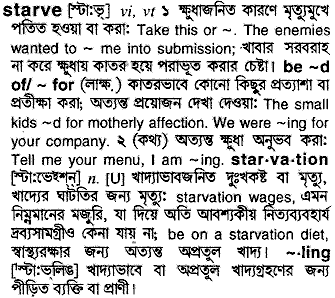 starve [স্টা:ভ্] vi, vt ১ ক্ষুধাজনিত কারণে মৃত্যুমুখে
পতিত হওয়া বা করা: Take this or ~. The enemies
wanted to ~ me into submission; খাবার সরবরাহ
না করে ক্ষুধায় কাতর হয়ে পরাভূত করার চেষ্টা। be ~d
of/ ~ for (লাক্ষ.) কাতরভাবে কোনো কিছুর প্রত্যাশা বা
প্রতীক্ষা করা; অত্যন্ত প্রয়োজন দেখা দেওয়া: The small
kids ~d for motherly affection. We were ~ing for
your company. ২ (কথ্য) অত্যন্ত ক্ষুধা অনুভব করা:
Tell me your menu, I am ~ing. star·va·tion
[স্টা:ভেইশ্‌ন্] n. [U] খাদ্যাভাবজনিত দুঃখকষ্ট বা মৃত্যু,
খাদ্যের ঘাটতির জন্য মৃত্যু: starvation wages, এমন
নিম্নমানের মজুরি, যা দিয়ে অতি আবশ্যকীয় নিত্যব্যবহার্য
দ্রব্যসামগ্রীও কেনা যায় না; be on a starvation diet,
স্বাস্থ্যরক্ষার জন্য অত্যন্ত অপ্রতুল খাদ্য। ~·ling
['স্টা:ভ্‌লিঙ] খাদ্যাভাবে বা অপ্রতুল খাদ্যগ্রহণের জন্য
পীড়িত ব্যক্তি বা প্রাণী।